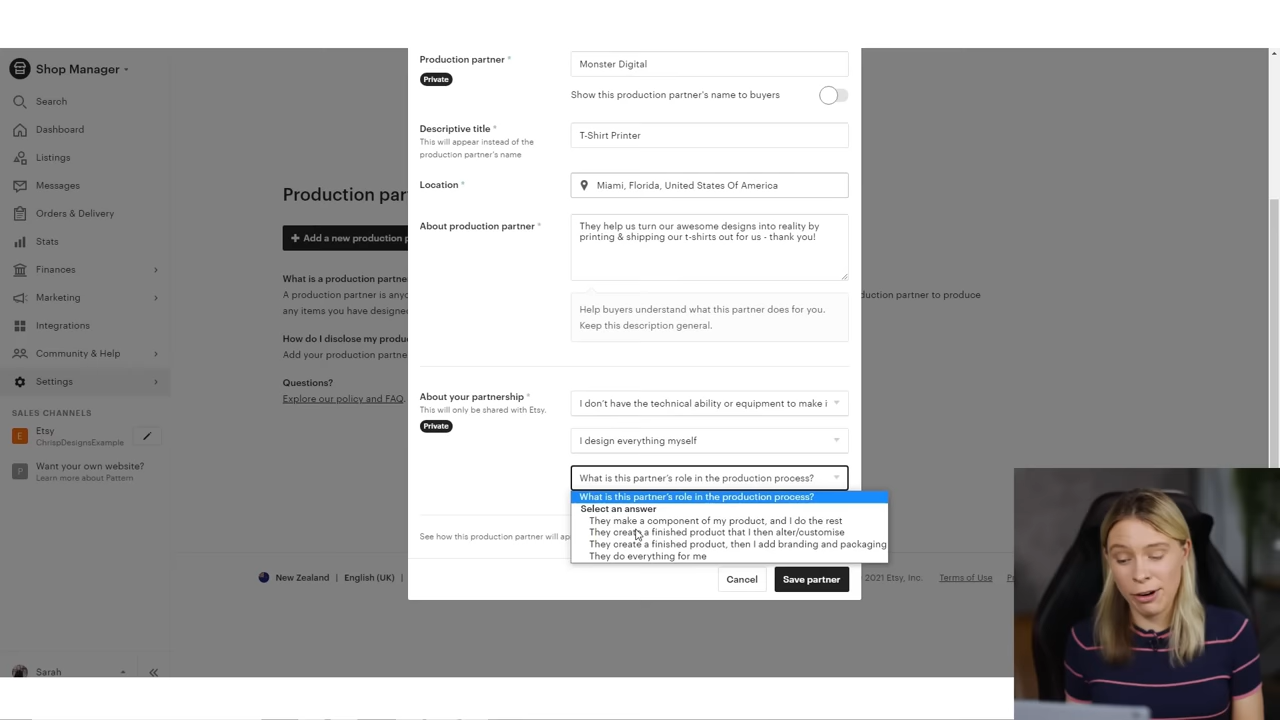 Shop Manager
Search
Dashboard
Listings
Messages
Orders & Delivery
Stats
Finances
Marketing
Integrations
Community & Help
Settings
SALES CHANNELS
E
Etsy
ChrispDesignsExample
P
Want your own website?
Learn more about Pattern
Sarah
Production par
+ Add a new production p
What is a production partne
A production partner is anyo
any items you have designe
duction partner to produce
How do I disclose my produ
Add your production partne
Questions?
Explore our policy and FAQ.
New Zealand | English (UK) |
2021 Etsy, Inc.
Terms of Use
Production partner *
Private
Monster Digital
Show this production partner's name to buyers
Descriptive title *
This will appear instead of the
production partner's name
T-Shirt Printer
Location *
Miami, Florida, United States Of America
About production partner *
They help us turn our awesome designs into reality by
printing & shipping our t-shirts out for us - thank you!
Help buyers understand what this partner does for you.
Keep this description general.
About your partnership *
This will only be shared with Etsy.
Private
I don't have the technical ability or equipment to make i
I design everything myself
What is this partner's role in the production process?
What is this partner's role in the production process?
Select an answer
They make a component of my product, and I do the rest
They create a finished product that I then alter/customise
They create a finished product, then I add branding and packaging
They do everything for me
See how this production partner will ap
Cancel
Save partner